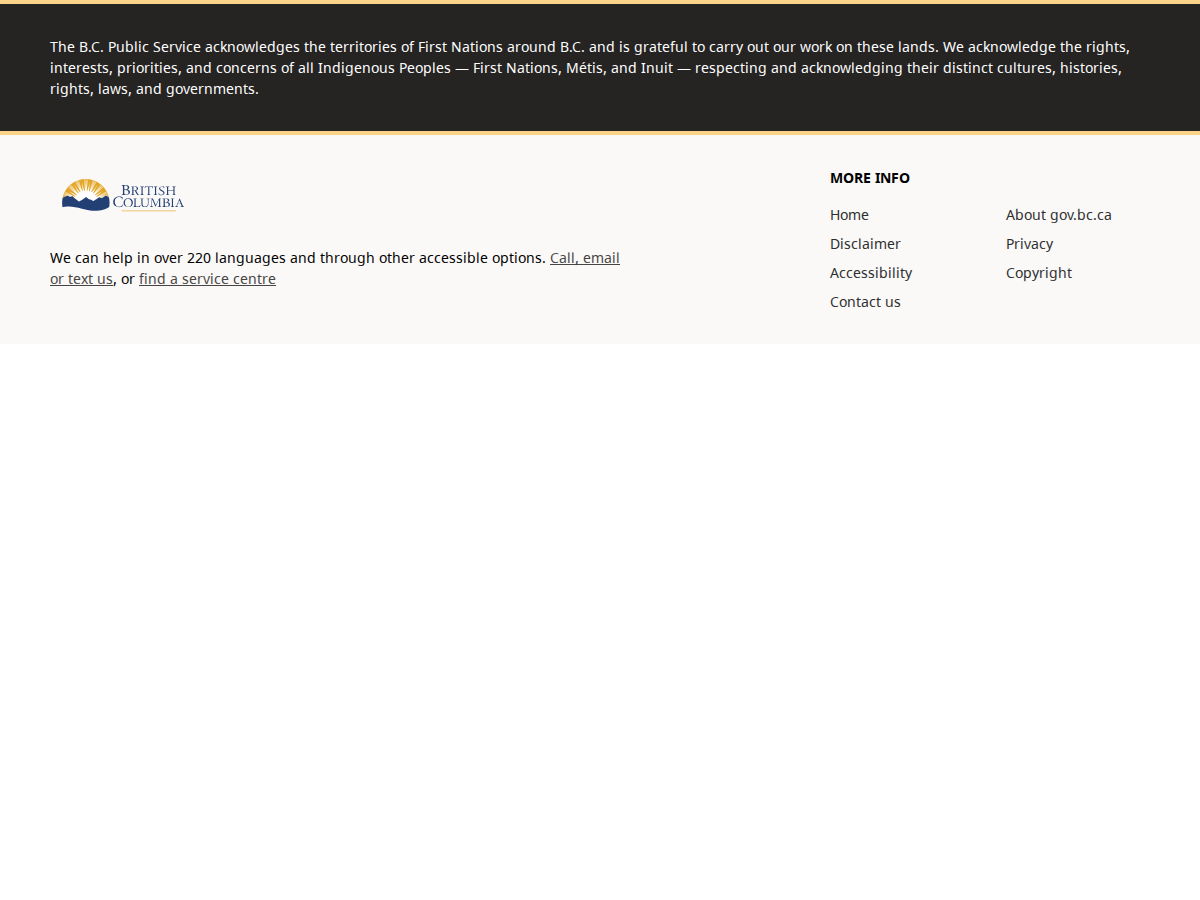 The B.C. Public Service acknowledges the territories of First Nations around B.C. and is grateful to carry out our work on these lands. We acknowledge the rights,
interests, priorities, and concerns of all Indigenous Peoples — First Nations, Métis, and Inuit — respecting and acknowledging their distinct cultures, histories,
rights, laws, and governments.
BRITISH
COLUMBIA
We can help in over 220 languages and through other accessible options. Call, email
or text us, or find a service centre
MORE INFO
Home
Disclaimer
Accessibility
Contact us
About gov.bc.ca
Privacy
Copyright